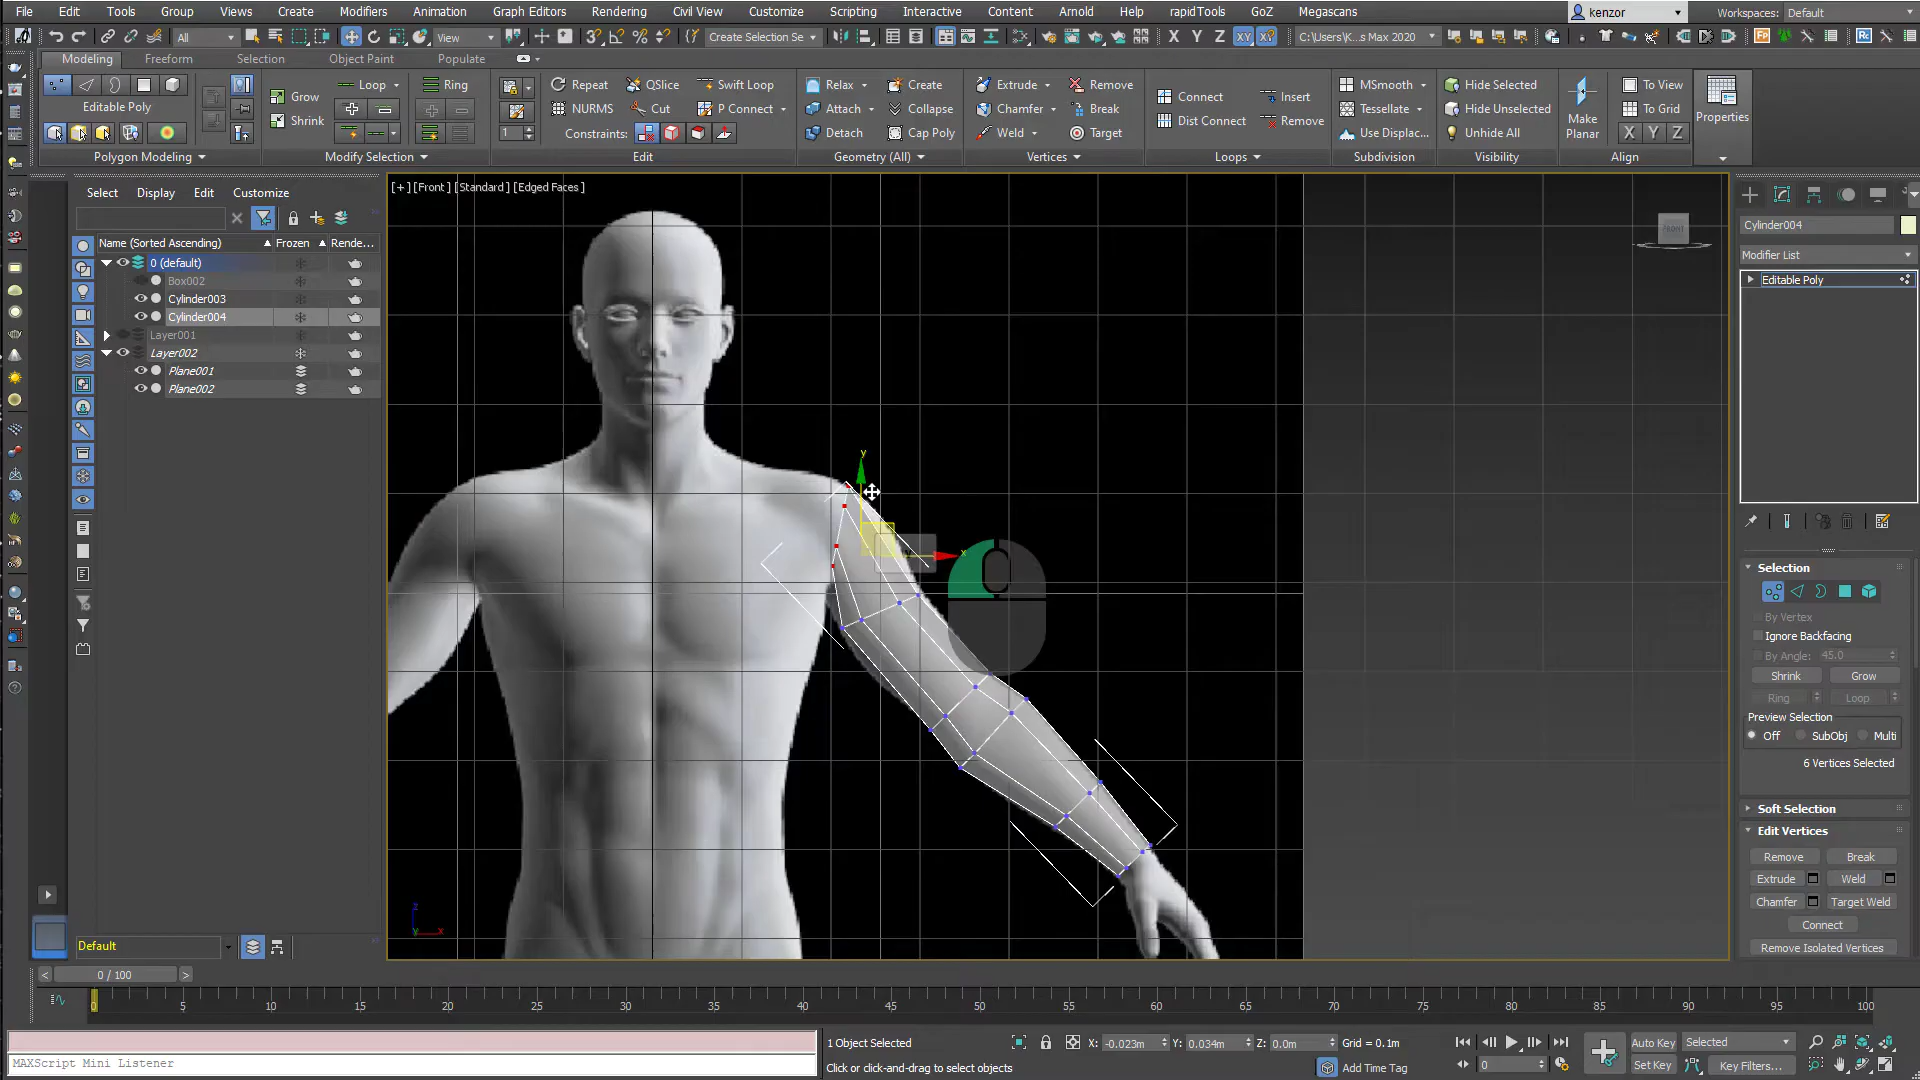 File Edit Tools Group Views Create Modifiers Animation Graph Editors Rendering Civil View Customize Scripting Interactive Content Arnold Help rapidTools GoZ Megascans kenzor Workspaces: Default
All View Create Selection Se X Y Z XY C:\Users\K...s Max 2020
Modeling Freeform Selection Object Paint Populate
Loop Ring Repeat QSlice Swift Loop Relax Create Extrude Remove MSmooth Hide Selected To View
Editable Poly Grow NURMS Cut P Connect Attach Collapse Chamfer Break Connect Insert Tessellate Hide Unselected Make Planar To Grid Properties
Shrink 1 Constraints: Detach Cap Poly Weld Target Dist Connect Remove Use Displac... Unhide All X Y Z
Polygon Modeling Modify Selection Edit Geometry (All) Vertices Loops Subdivision Visibility Align
Select Display Edit Customize
[+] [Front ] [Standard ] [Edged Faces ]
FRONT
Name (Sorted Ascending) Frozen Rende...
0 (default)
Box002
Cylinder003
Cylinder004
Layer001
Layer002
Plane001
Plane002
y
x
z
y
x
Cylinder004
Modifier List
Editable Poly
Selection
By Vertex
Ignore Backfacing
By Angle: 45.0
Shrink Grow
Ring Loop
Preview Selection
Off SubObj Multi
6 Vertices Selected
Soft Selection
Edit Vertices
Remove Break
Extrude Weld
Chamfer Target Weld
Connect
Remove Isolated Vertices
Default
< 0 / 100 >
0 5 10 15 20 25 30 35 40 45 50 55 60 65 70 75 80 85 90 95 100
1 Object Selected X: -0.023m Y: 0.034m Z: 0.0m Grid = 0.1m Auto Key Selected
MAXScript Mini Listener Click or click-and-drag to select objects Add Time Tag 0 Set Key Key Filters...